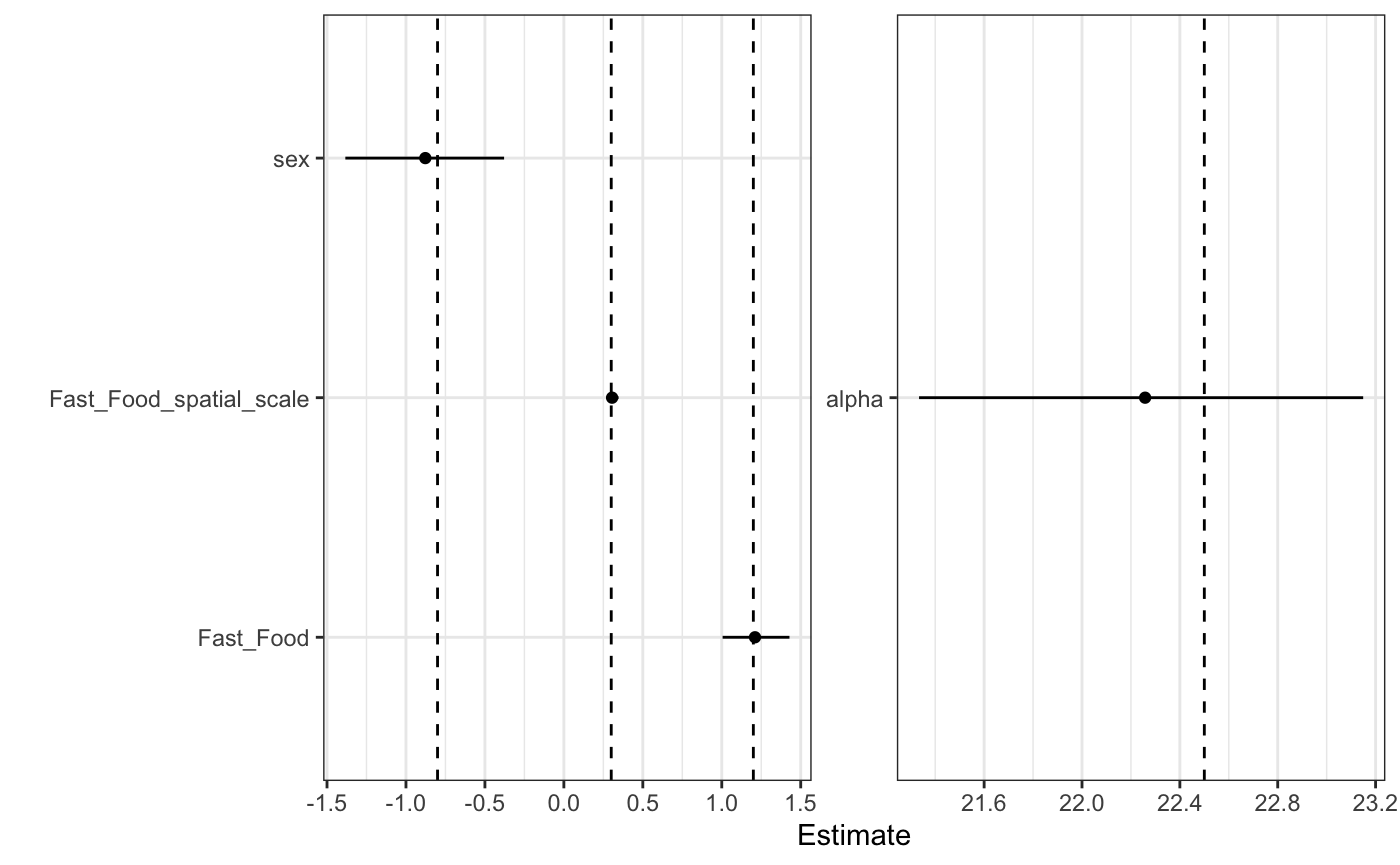 sex
Fast_Food_spatial_scale
Fast_Food
-1.5 -1.0 -0.5 0.0 0.5 1.0 1.5
alpha
21.6 22.0 22.4 22.8 23.2
Estimate